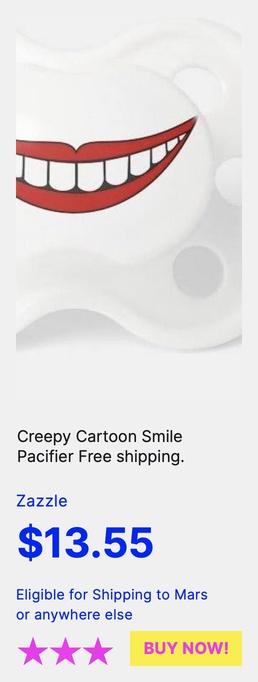 Creepy Cartoon Smile
Pacifier Free shipping.
Zazzle
$13.55
Eligible for Shipping to Mars
or anywhere else
BUY NOW!